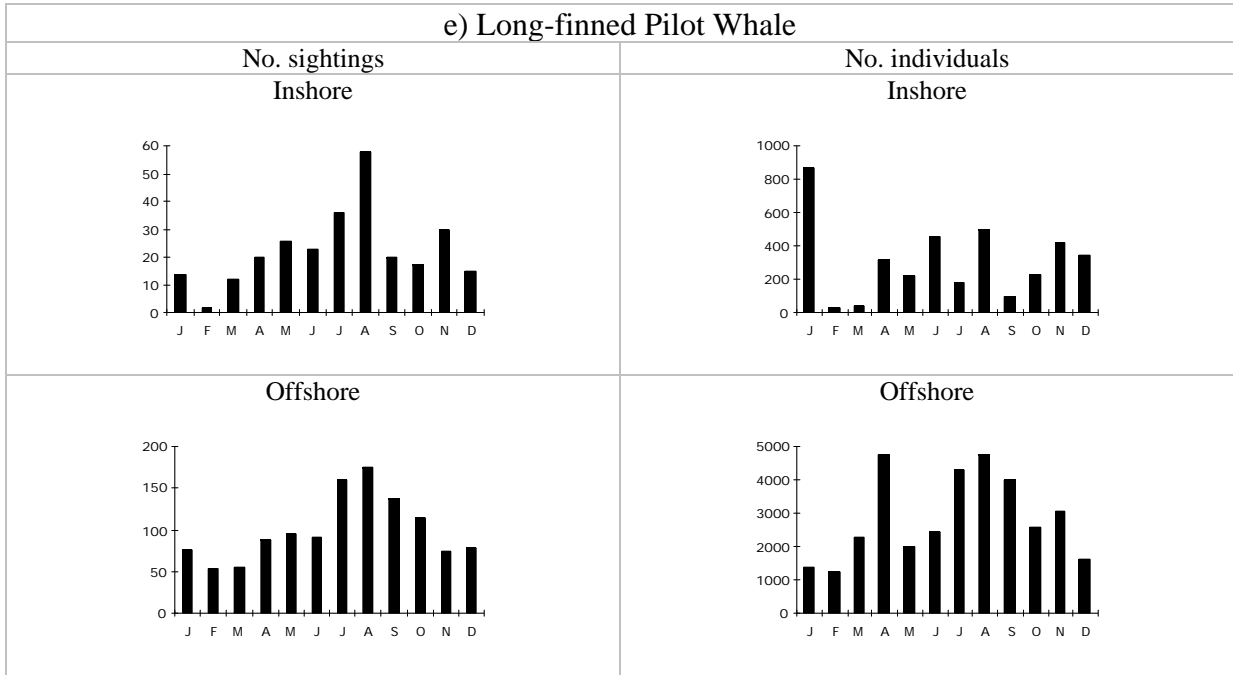 e) Long-finned Pilot Whale
No. sightings
No. individuals
Inshore
60
50
40
30
20
10
0
J F M A M J J A S O N D
Inshore
1000
800
600
400
200
0
J F M A M J J A S O N D
Offshore
200
150
100
50
0
J F M A M J J A S O N D
Offshore
5000
4000
3000
2000
1000
0
J F M A M J J A S O N D